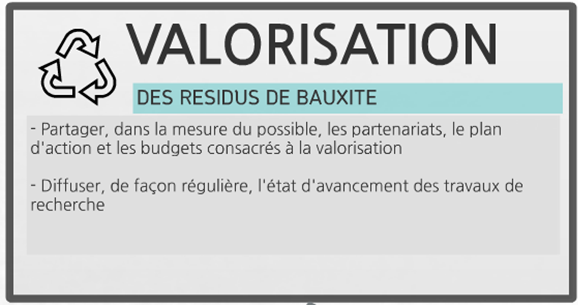 VALORISATION
DES RESIDUS DE BAUXITE
- Partager, dans la mesure du possible, les partenariats, le plan
d'action et les budgets consacrés à la valorisation
- Diffuser, de façon régulière, l'état d'avancement des travaux de
recherche